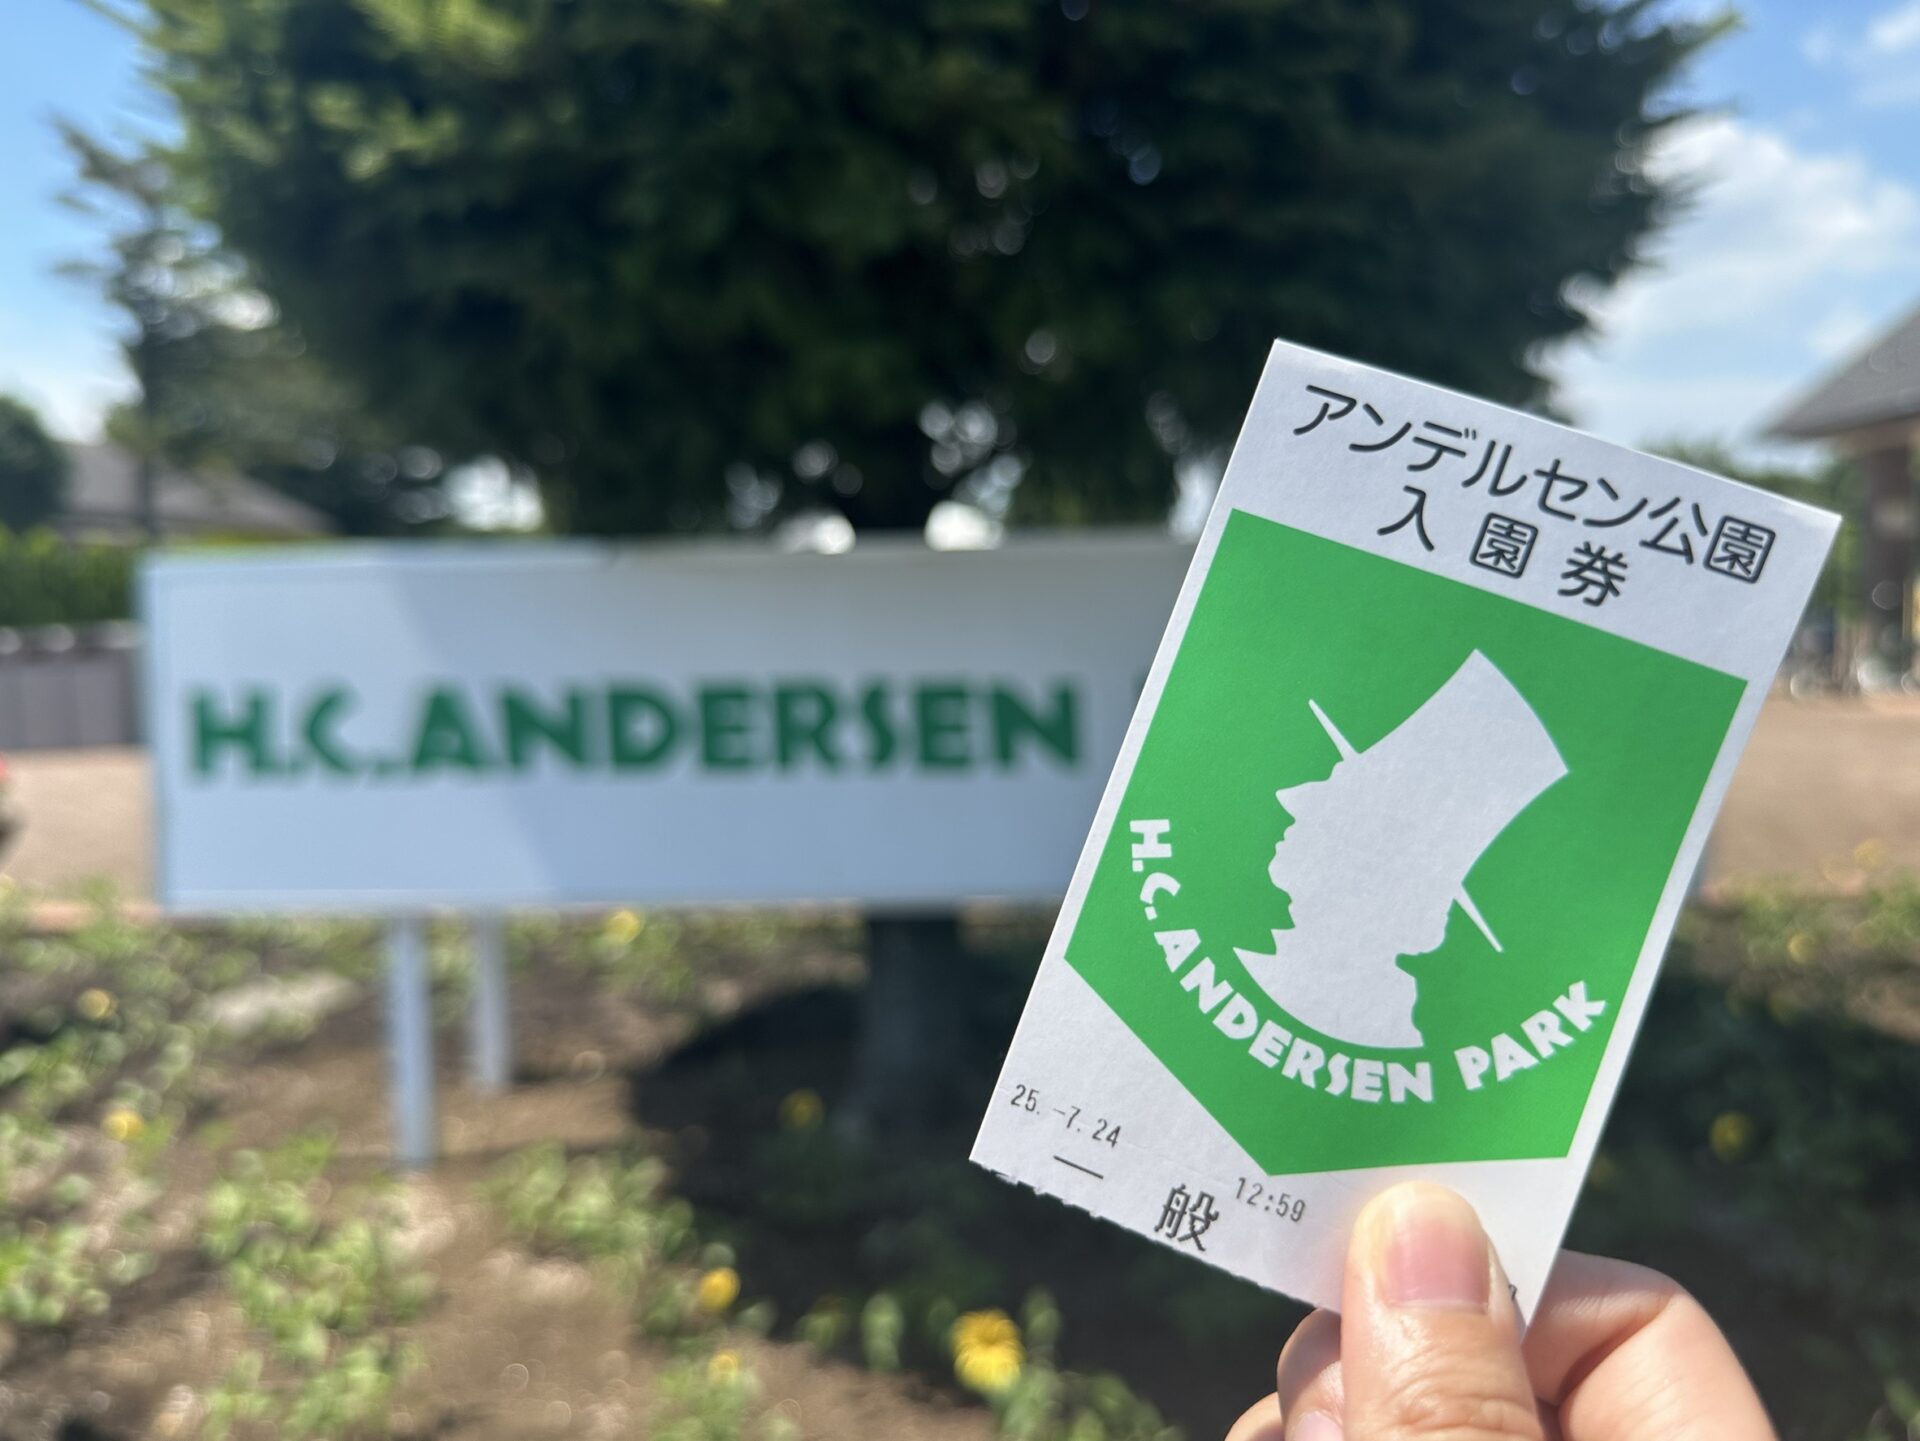 H.C.ANDERSEN
アンデルセン公園
入園券
H.C.ANDERSEN PARK
25.-7.24
12:59
一般